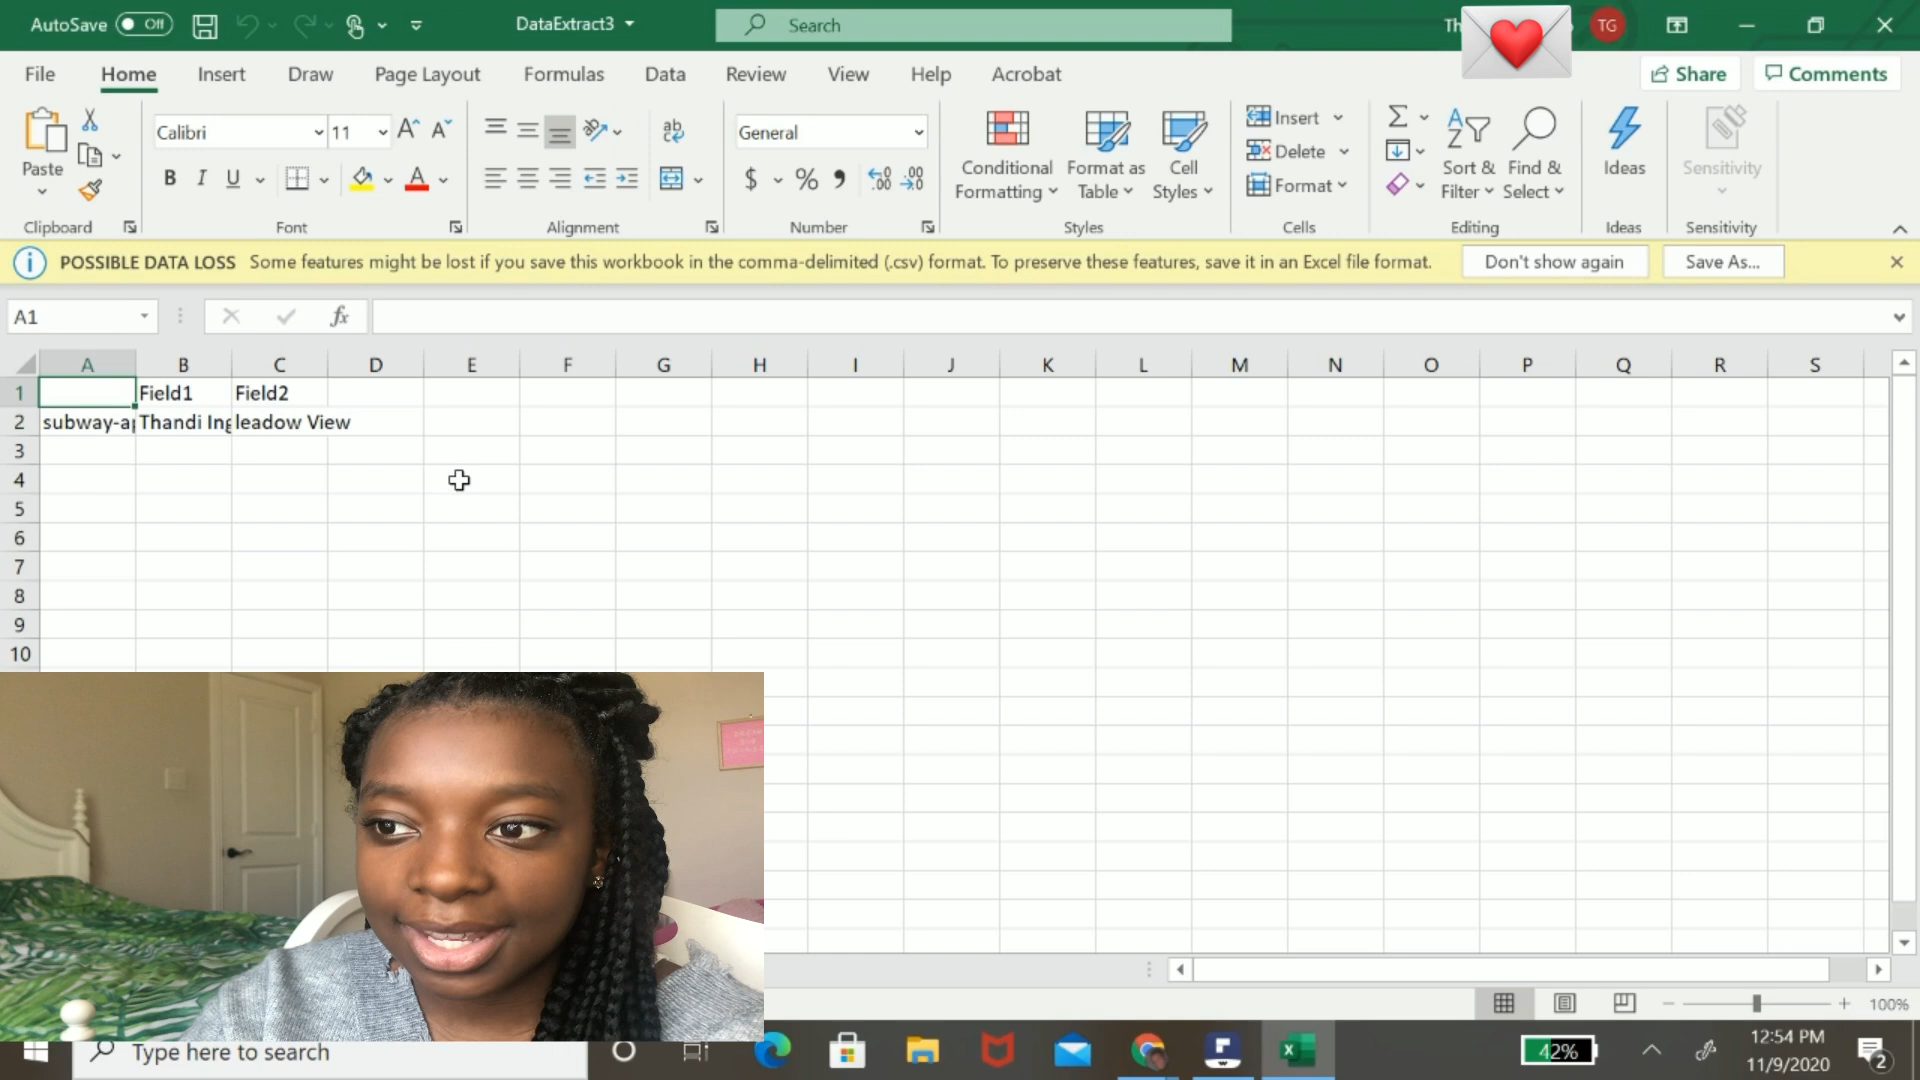 AutoSave Off DataExtract3 Search Th TG
File Home Insert Draw Page Layout Formulas Data Review View Help Acrobat Share Comments
Paste Calibri 11 General Conditional Formatting Format as Table Cell Styles Insert Delete Format Sort & Filter Find & Select Ideas Sensitivity
Clipboard Font Alignment Number Styles Cells Editing Ideas Sensitivity
POSSIBLE DATA LOSS Some features might be lost if you save this workbook in the comma-delimited (.csv) format. To preserve these features, save it in an Excel file format. Don't show again Save As...
A1 fx
A B C D E F G H I J K L M N O P Q R S
1 Field1 Field2
2 subway-ap Thandi Ing leadow View
3
4
5
6
7
8
9
10
100%
Type here to search 42% 12:54 PM
11/9/2020 2